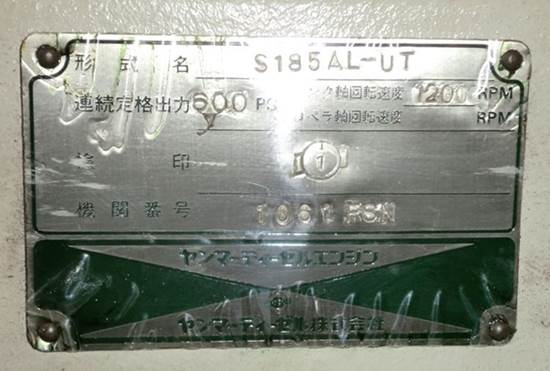 形式名 S185AL-UT
連続定格出力 600 PS クランク軸回転速度 1200 RPM
プロペラ軸回転速度 RPM
検印 1
機関番号 1061 RSN
ヤンマーディーゼルエンジン
ヤンマーディーゼル株式会社